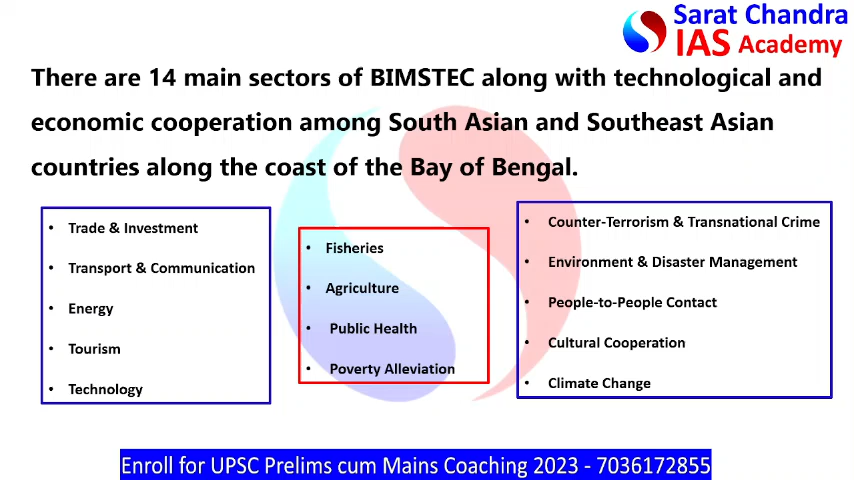 Sarat Chandra
IAS Academy
There are 14 main sectors of BIMSTEC along with technological and
economic cooperation among South Asian and Southeast Asian
countries along the coast of the Bay of Bengal.
• Trade & Investment
• Transport & Communication
• Energy
• Tourism
• Technology
• Fisheries
• Agriculture
• Public Health
• Poverty Alleviation
• Counter-Terrorism & Transnational Crime
• Environment & Disaster Management
• People-to-People Contact
• Cultural Cooperation
• Climate Change
Enroll for UPSC Prelims cum Mains Coaching 2023 - 7036172855